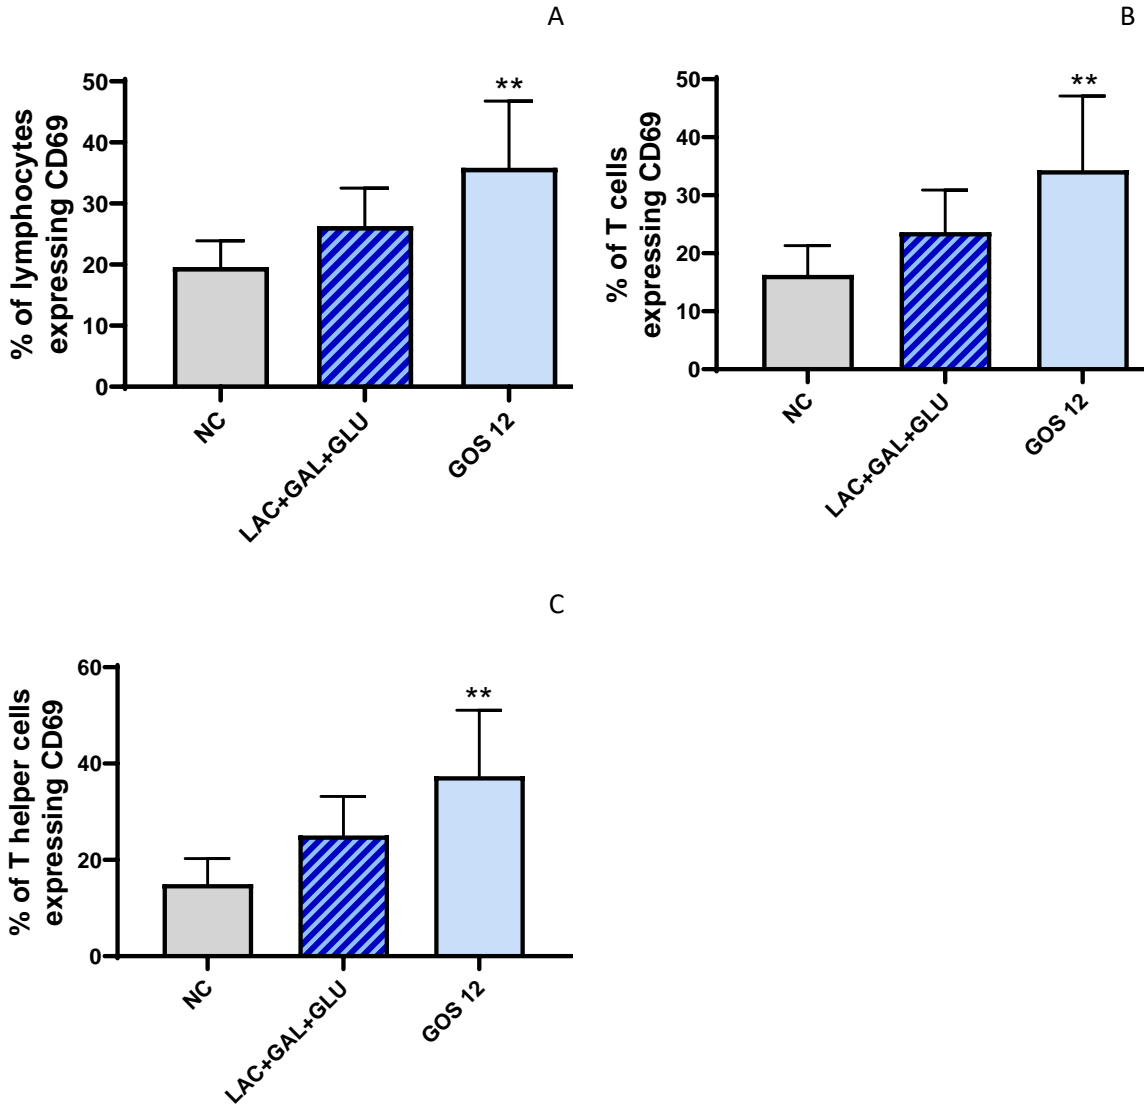 A
% of lymphocytes
expressing CD69
50
40
30
20
10
0
**
NC
LAC+GAL+GLU
GOS 12
B
% of T cells
expressing CD69
50
40
30
20
10
0
**
NC
LAC+GAL+GLU
GOS 12
C
% of T helper cells
expressing CD69
60
40
20
0
**
NC
LAC+GAL+GLU
GOS 12